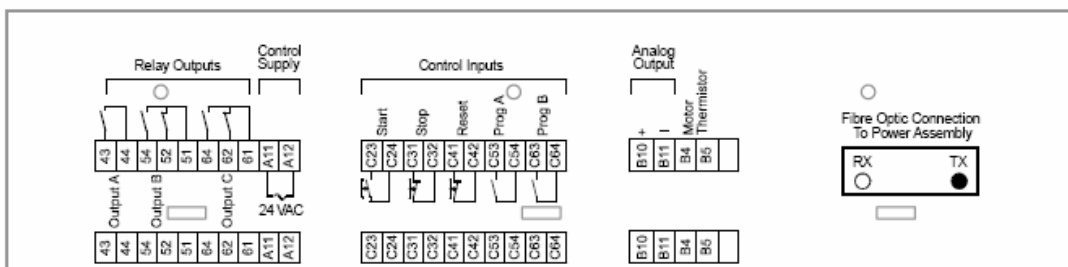 Relay Outputs
Control
Supply
Control Inputs
Analog
Output
Start
Stop
Reset
Prog A
Prog B
+
I
Motor
Thermistor
Fibre Optic Connection
To Power Assembly
RX TX
43 44 54 52 51 64 62 61 A11 A12
C23 C24 C31 C32 C41 C42 C53 C54 C63 C64
B10 B11 B4 B5
Output A
Output B
Output C
24 VAC
43 44 54 52 51 64 62 61 A11 A12
C23 C24 C31 C32 C41 C42 C53 C54 C63 C64
B10 B11 B4 B5